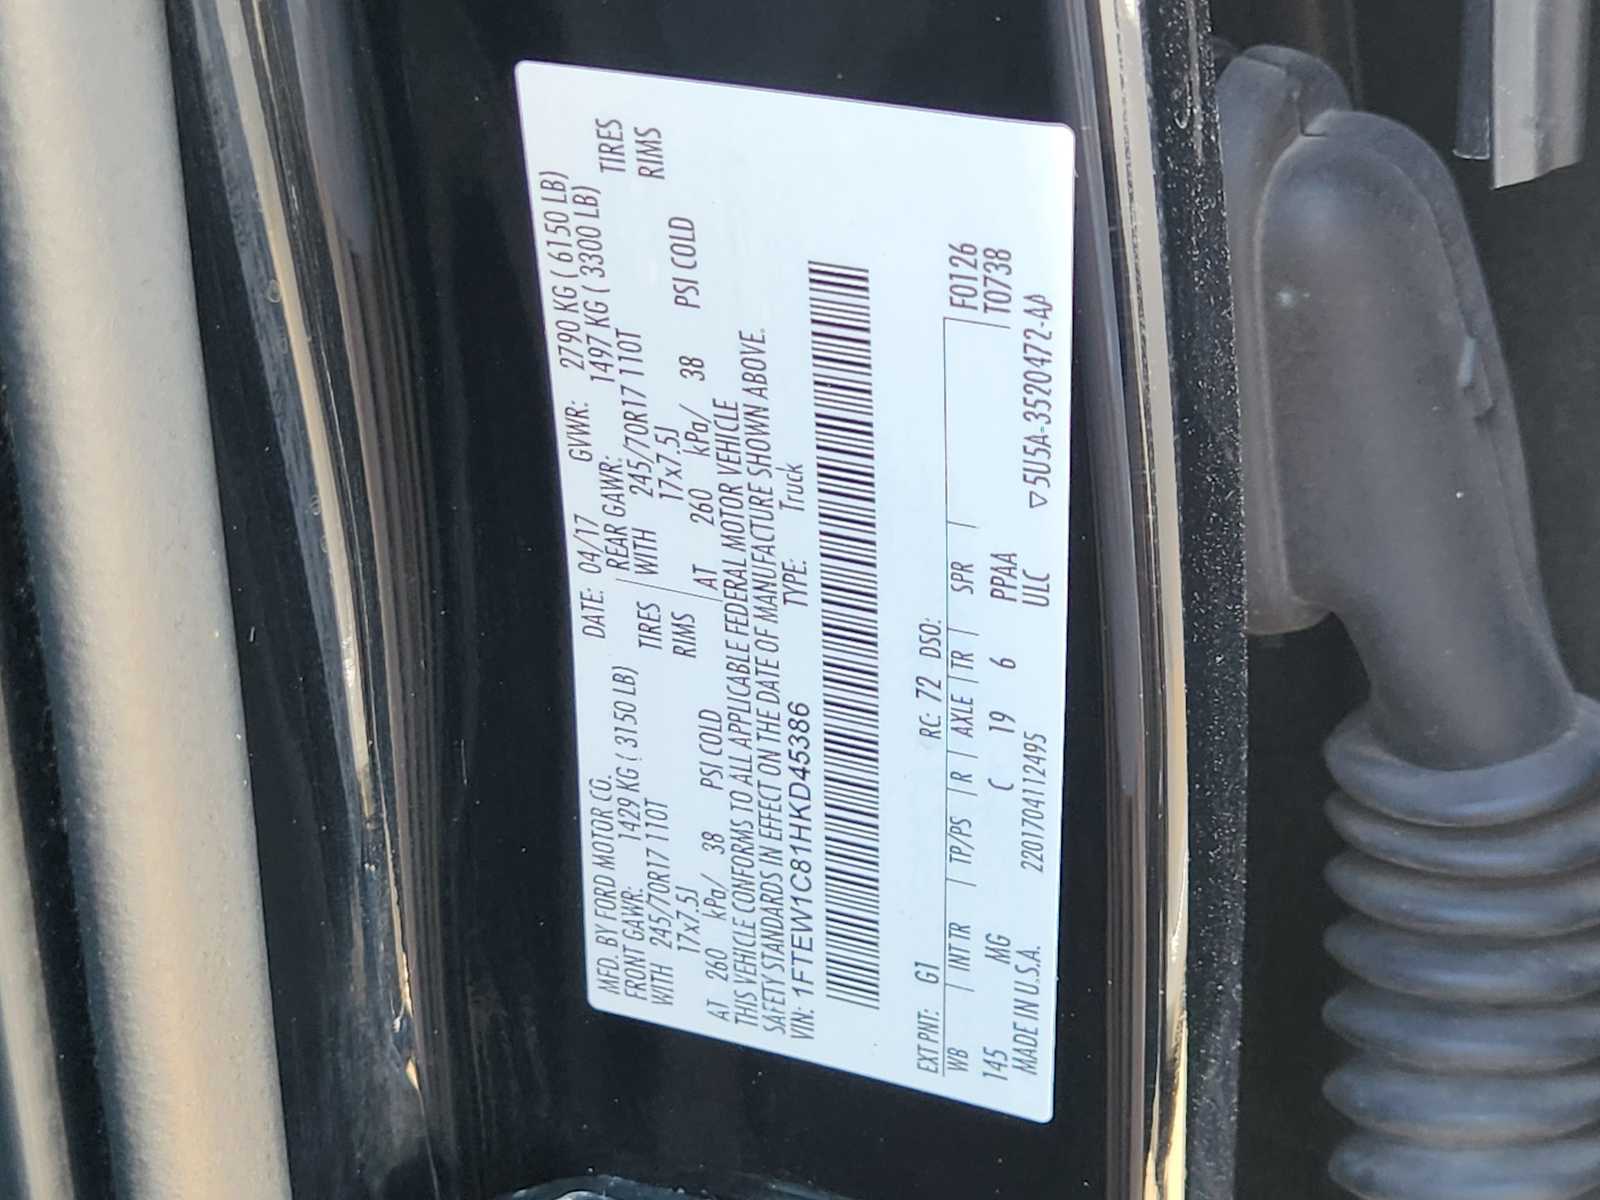 MFD. BY FORD MOTOR CO. DATE: 04/17 GVWR: 2790 KG ( 6150 LB)
FRONT GAWR: 1429 KG ( 3150 LB) REAR GAWR: 1497 KG ( 3300 LB)
WITH 245/70R17 110T TIRES / WITH 245/70R17 110T TIRES
17x7.5J RIMS 17x7.5J RIMS
AT 260 kPa/ 38 PSI COLD / AT 260 kPa/ 38 PSI COLD
THIS VEHICLE CONFORMS TO ALL APPLICABLE FEDERAL MOTOR VEHICLE
SAFETY STANDARDS IN EFFECT ON THE DATE OF MANUFACTURE SHOWN ABOVE.
VIN: 1FTEW1C81HKD45386 TYPE: Truck
EXT PNT: G1 RC: 72 DSO: F0126
WB | INT TR | TP/PS | R | AXLE | TR | SPR | T0738
145 MG C 19 6 PPAA
MADE IN U.S.A. 220170411 2495 ULC ▽5U5A-3520472-AA